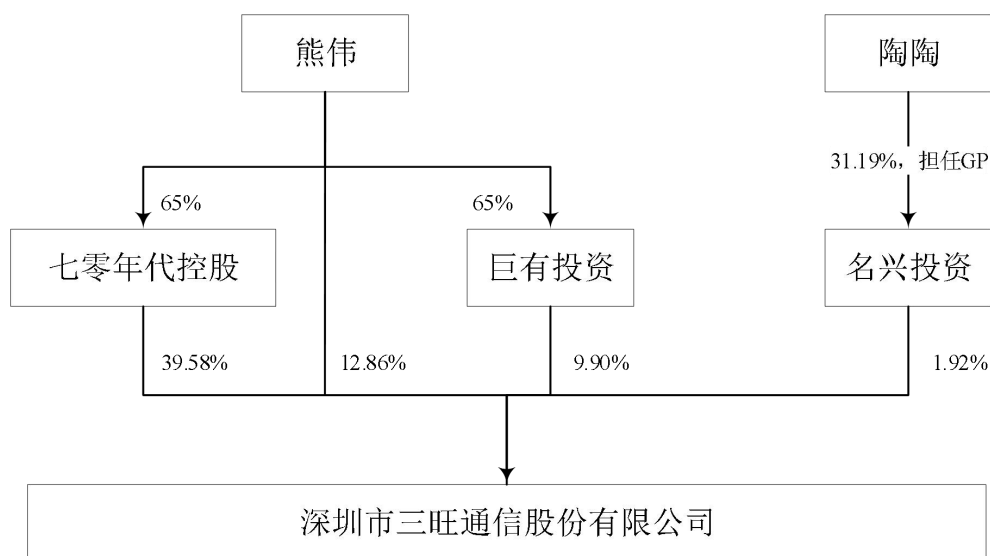 熊伟
陶陶
31.19%，担任GP
65%
65%
七零年代控股
巨有投资
名兴投资
39.58%
12.86%
9.90%
1.92%
深圳市三旺通信股份有限公司